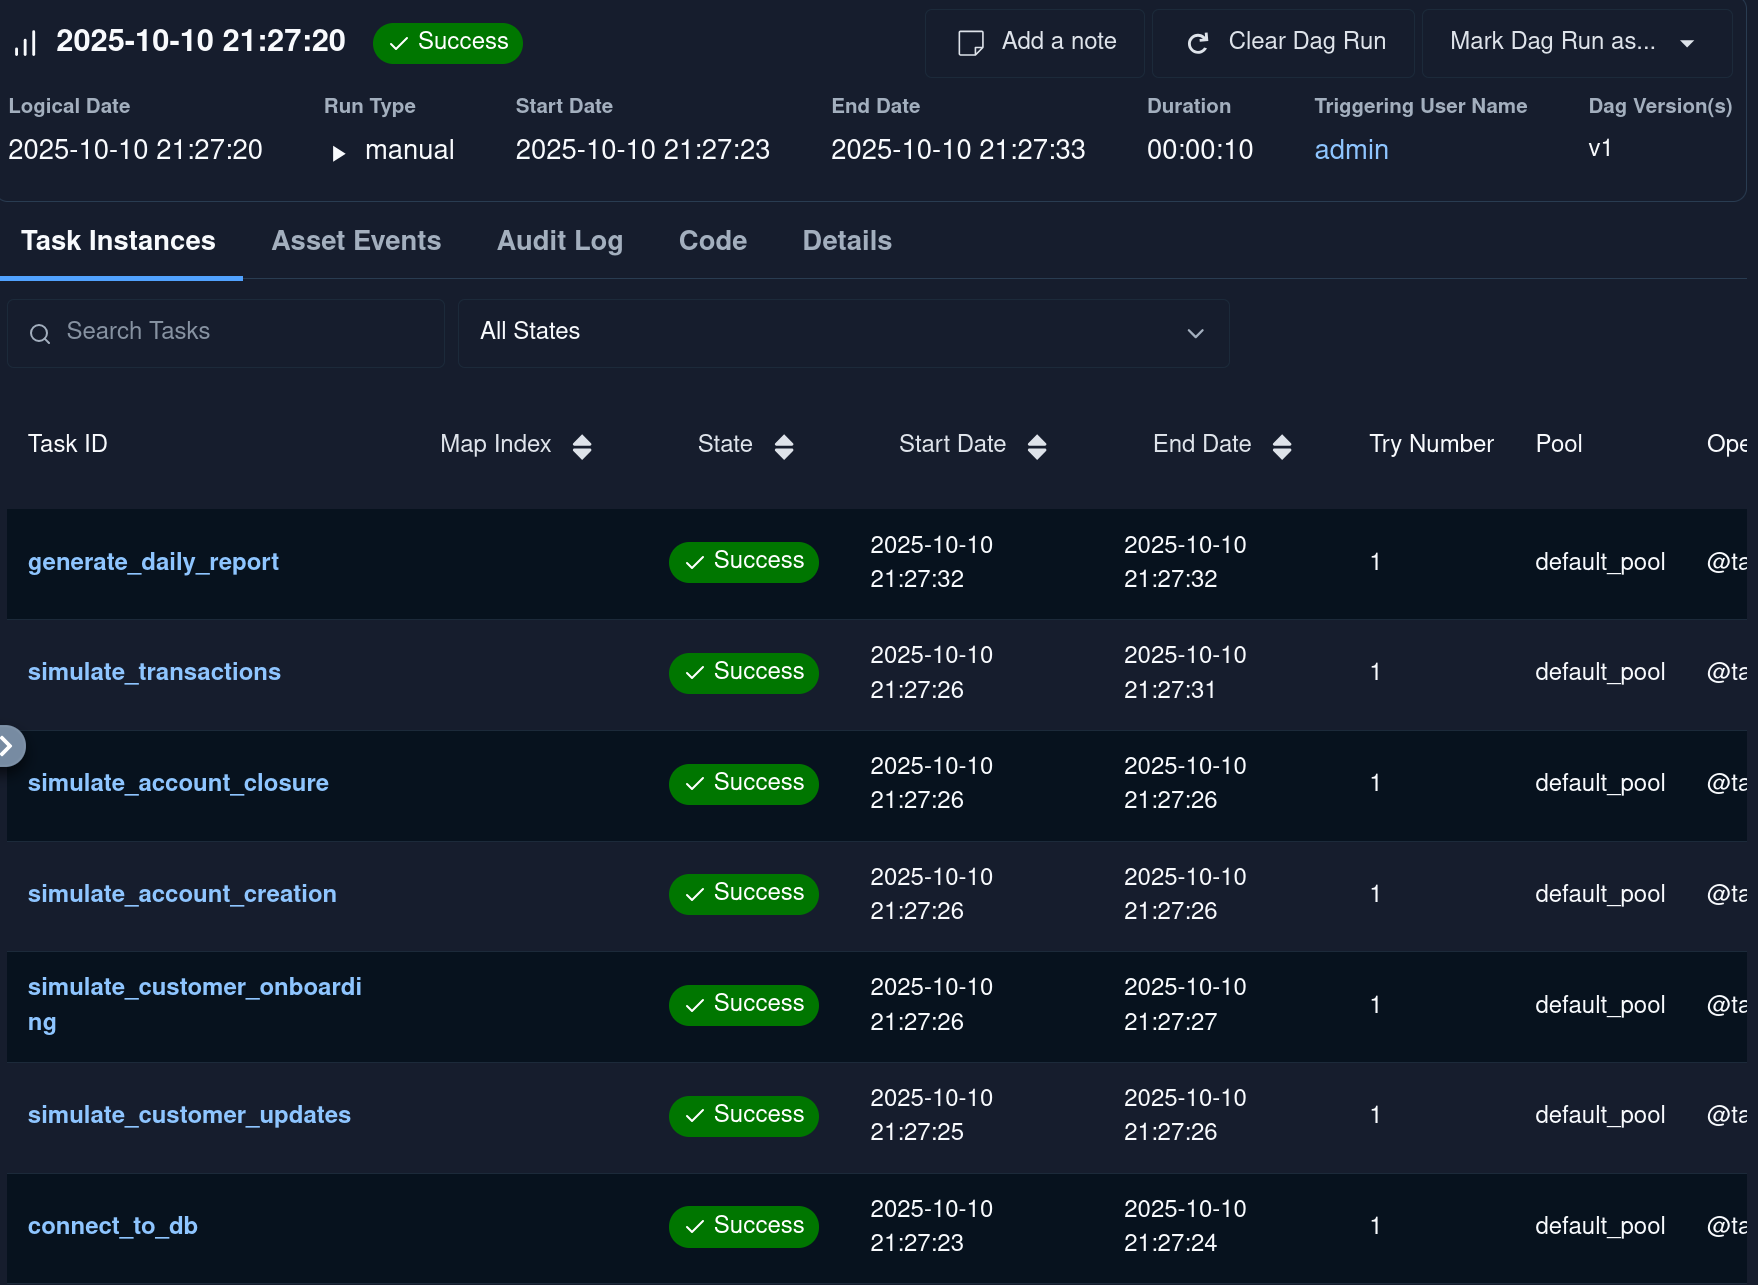 2025-10-10 21:27:20 Success Add a note Clear Dag Run Mark Dag Run as...
Logical Date Run Type Start Date End Date Duration Triggering User Name Dag Version(s)
2025-10-10 21:27:20 manual 2025-10-10 21:27:23 2025-10-10 21:27:33 00:00:10 admin v1
Task Instances Asset Events Audit Log Code Details
Search Tasks All States
Task ID Map Index State Start Date End Date Try Number Pool Ope
generate_daily_report Success 2025-10-10 21:27:32 2025-10-10 21:27:32 1 default_pool @ta
simulate_transactions Success 2025-10-10 21:27:26 2025-10-10 21:27:31 1 default_pool @ta
simulate_account_closure Success 2025-10-10 21:27:26 2025-10-10 21:27:26 1 default_pool @ta
simulate_account_creation Success 2025-10-10 21:27:26 2025-10-10 21:27:26 1 default_pool @ta
simulate_customer_onboarding Success 2025-10-10 21:27:26 2025-10-10 21:27:27 1 default_pool @ta
simulate_customer_updates Success 2025-10-10 21:27:25 2025-10-10 21:27:26 1 default_pool @ta
connect_to_db Success 2025-10-10 21:27:23 2025-10-10 21:27:24 1 default_pool @ta